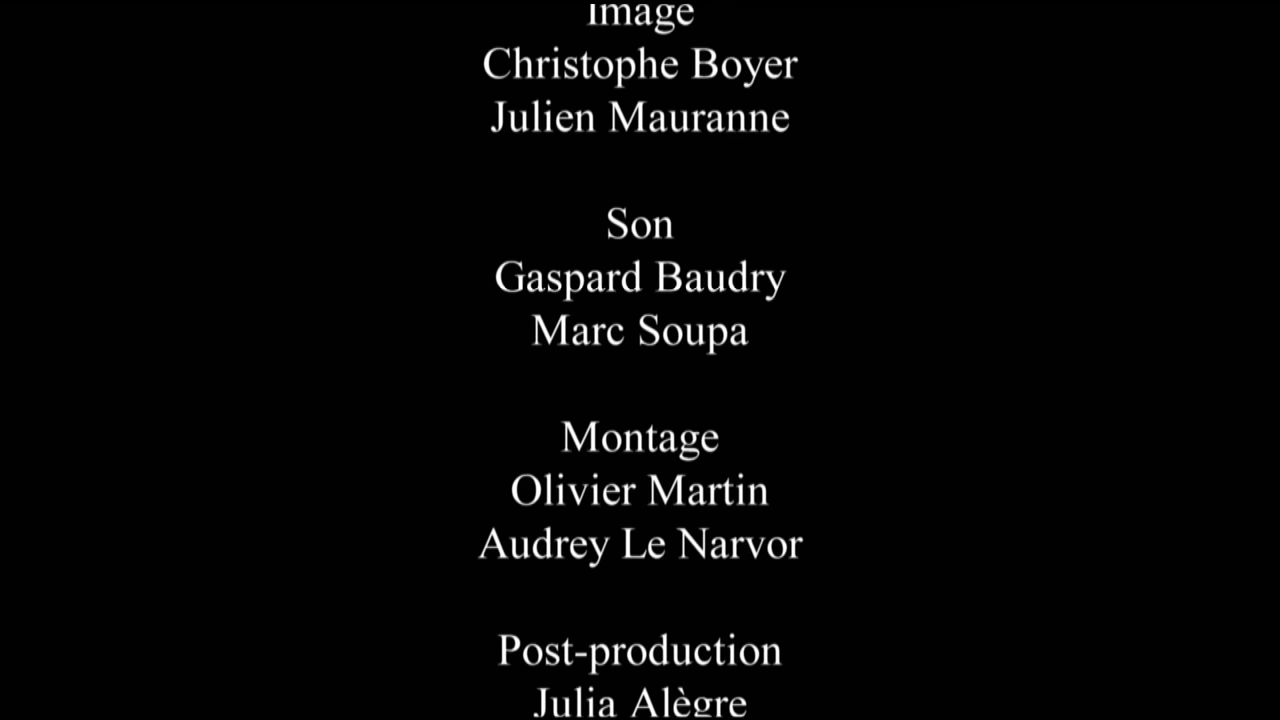 Image
Christophe Boyer
Julien Mauranne
Son
Gaspard Baudry
Marc Soupa
Montage
Olivier Martin
Audrey Le Narvor
Post-production
Julia Alègre